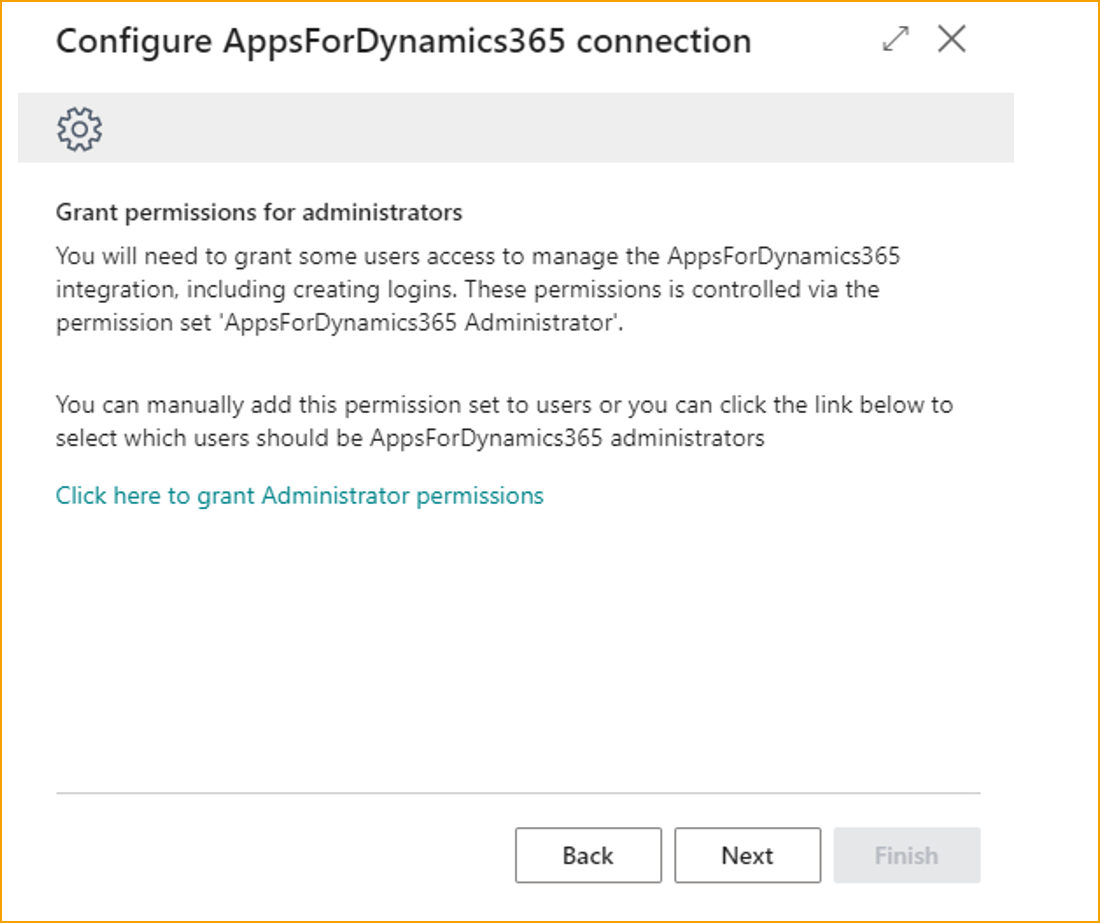 Configure AppsForDynamics365 connection
Grant permissions for administrators
You will need to grant some users access to manage the AppsForDynamics365
integration, including creating logins. These permissions is controlled via the
permission set 'AppsForDynamics365 Administrator'.
You can manually add this permission set to users or you can click the link below to
select which users should be AppsForDynamics365 administrators
Click here to grant Administrator permissions
Back Next Finish